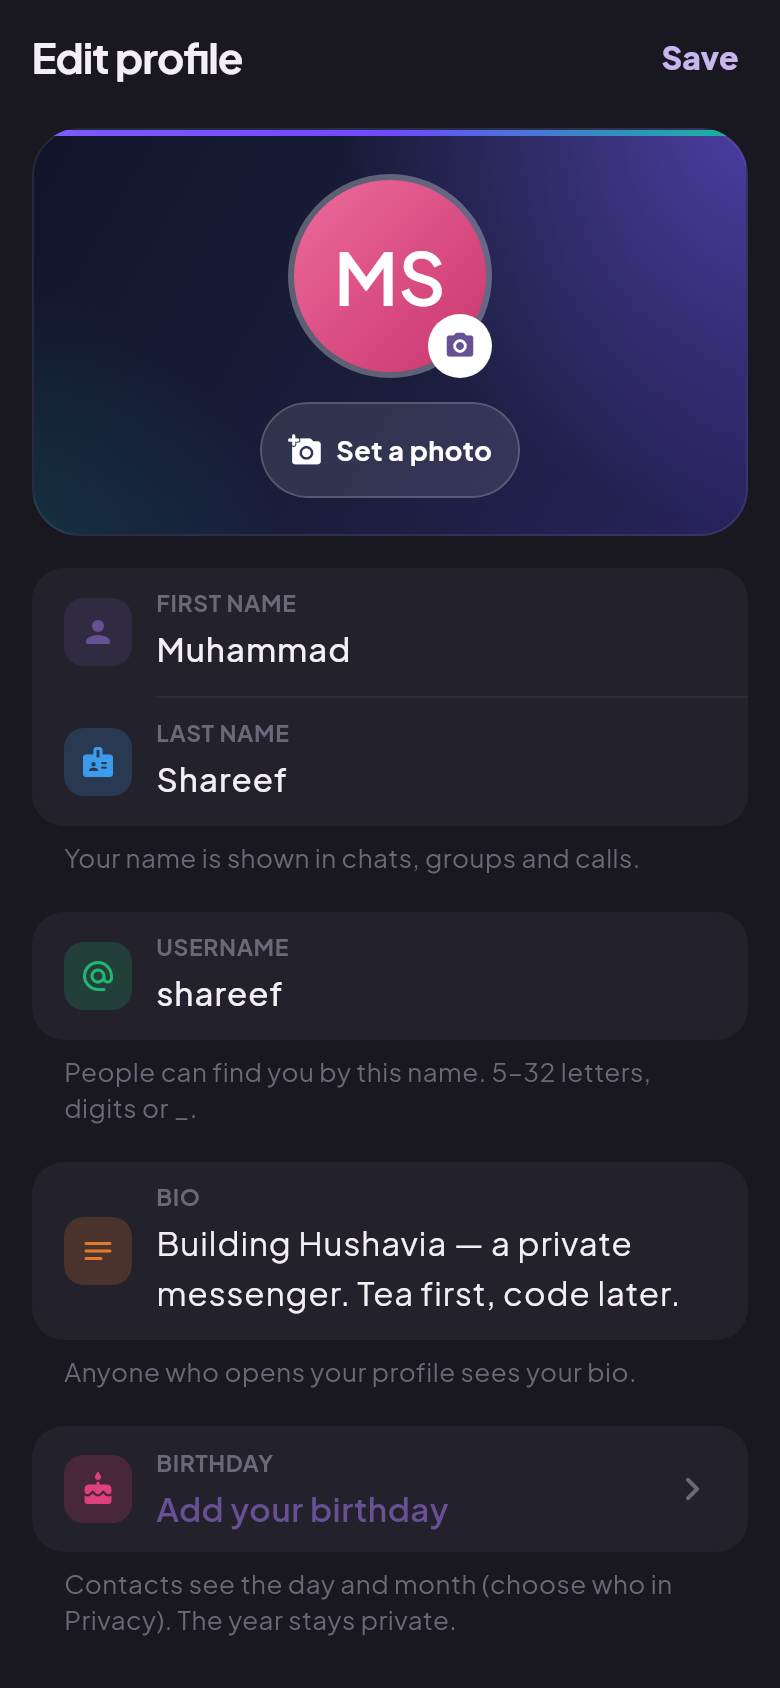 Edit profile
Save
MS
Set a photo
FIRST NAME
Muhammad
LAST NAME
Shareef
Your name is shown in chats, groups and calls.
USERNAME
shareef
People can find you by this name. 5–32 letters,
digits or _.
BIO
Building Hushavia — a private
messenger. Tea first, code later.
Anyone who opens your profile sees your bio.
BIRTHDAY
Add your birthday
Contacts see the day and month (choose who in
Privacy). The year stays private.